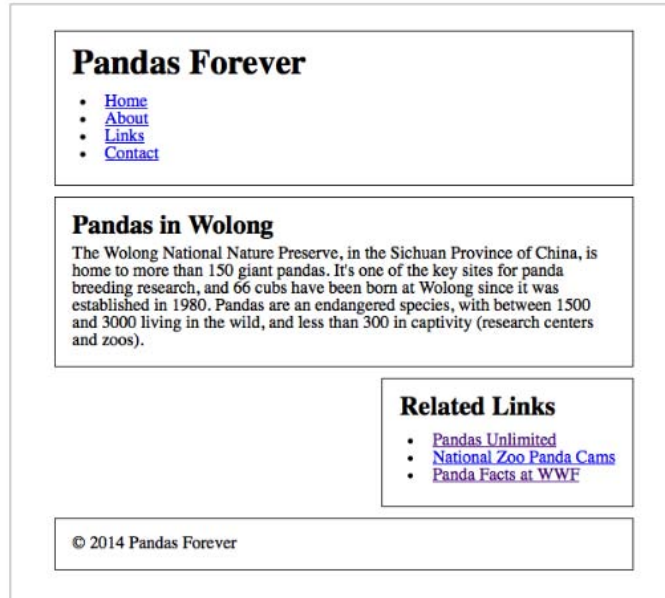 Pandas Forever
Home
About
Links
Contact
Pandas in Wolong
The Wolong National Nature Preserve, in the Sichuan Province of China, is
home to more than 150 giant pandas. It's one of the key sites for panda
breeding research, and 66 cubs have been born at Wolong since it was
established in 1980. Pandas are an endangered species, with between 1500
and 3000 living in the wild, and less than 300 in captivity (research centers
and zoos).
Related Links
Pandas Unlimited
National Zoo Panda Cams
Panda Facts at WWF
© 2014 Pandas Forever